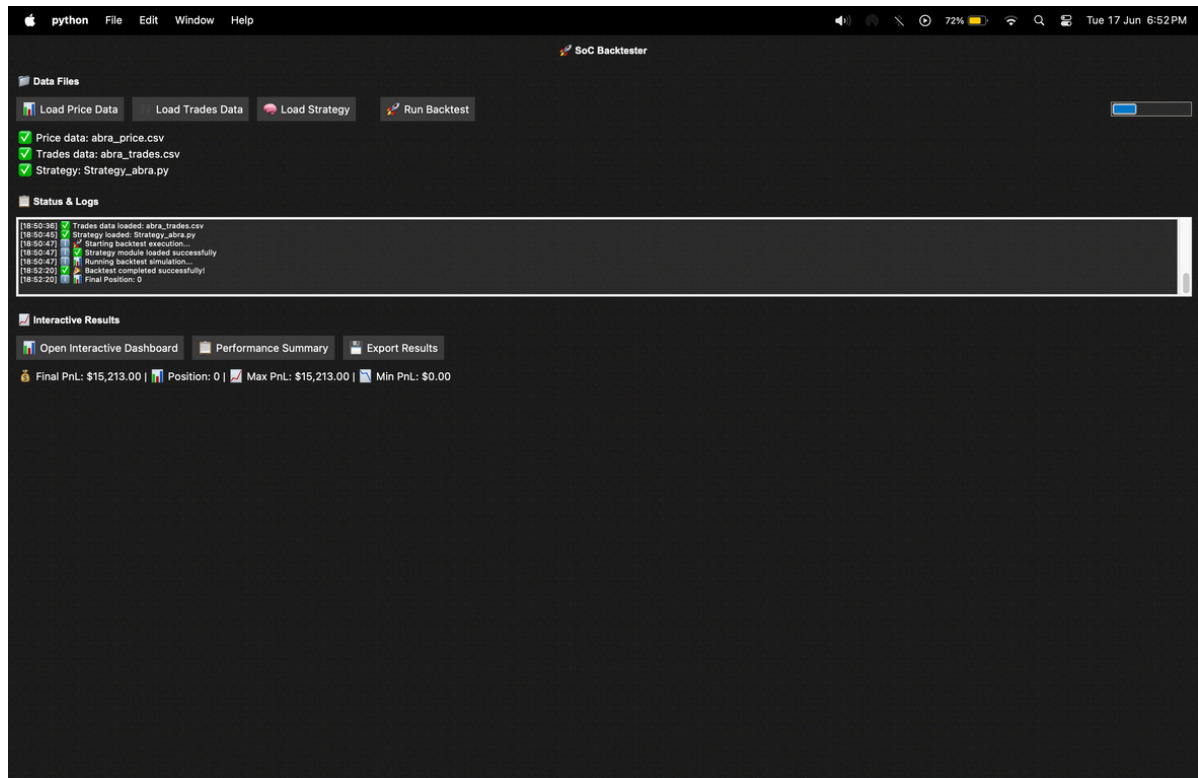 python File Edit Window Help 72% Tue 17 Jun 6:52 PM
🚀 SoC Backtester
Data Files
Load Price Data Load Trades Data Load Strategy Run Backtest
Price data: abra_price.csv
Trades data: abra_trades.csv
Strategy: Strategy_abra.py
Status & Logs
[18:50:36] ✅ Trades data loaded: abra_trades.csv
[18:50:45] ✅ Strategy loaded: Strategy_abra.py
[18:50:47] ℹ️ 🚀 Starting backtest execution...
[18:50:47] ℹ️ ✅ Strategy module loaded successfully
[18:50:47] ℹ️ 📊 Running backtest simulation...
[18:52:20] ✅ 🎉 Backtest completed successfully!
[18:52:20] ℹ️ 📊 Final Position: 0
Interactive Results
Open Interactive Dashboard Performance Summary Export Results
Final PnL: $15,213.00 | Position: 0 | Max PnL: $15,213.00 | Min PnL: $0.00